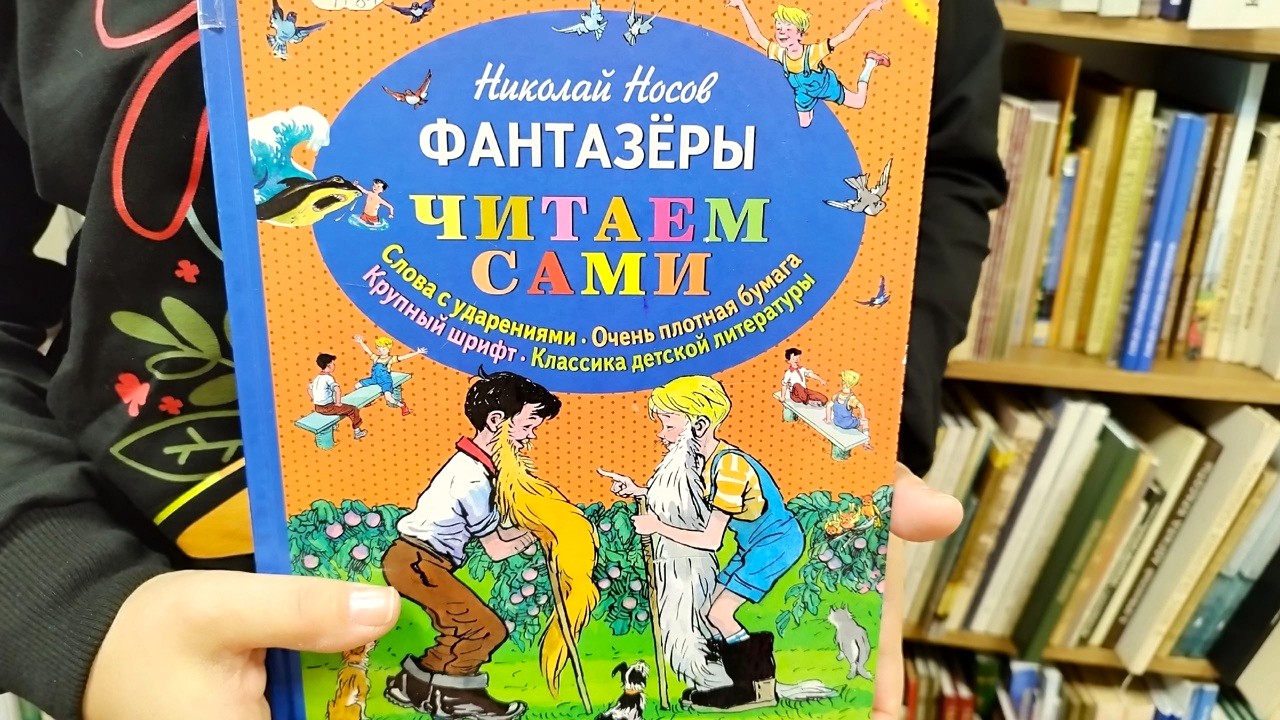 Николай Носов
ФАНТАЗЁРЫ
ЧИТАЕМ
САМИ
Слова с ударениями • Очень плотная бумага
Крупный шрифт • Классика детской литературы